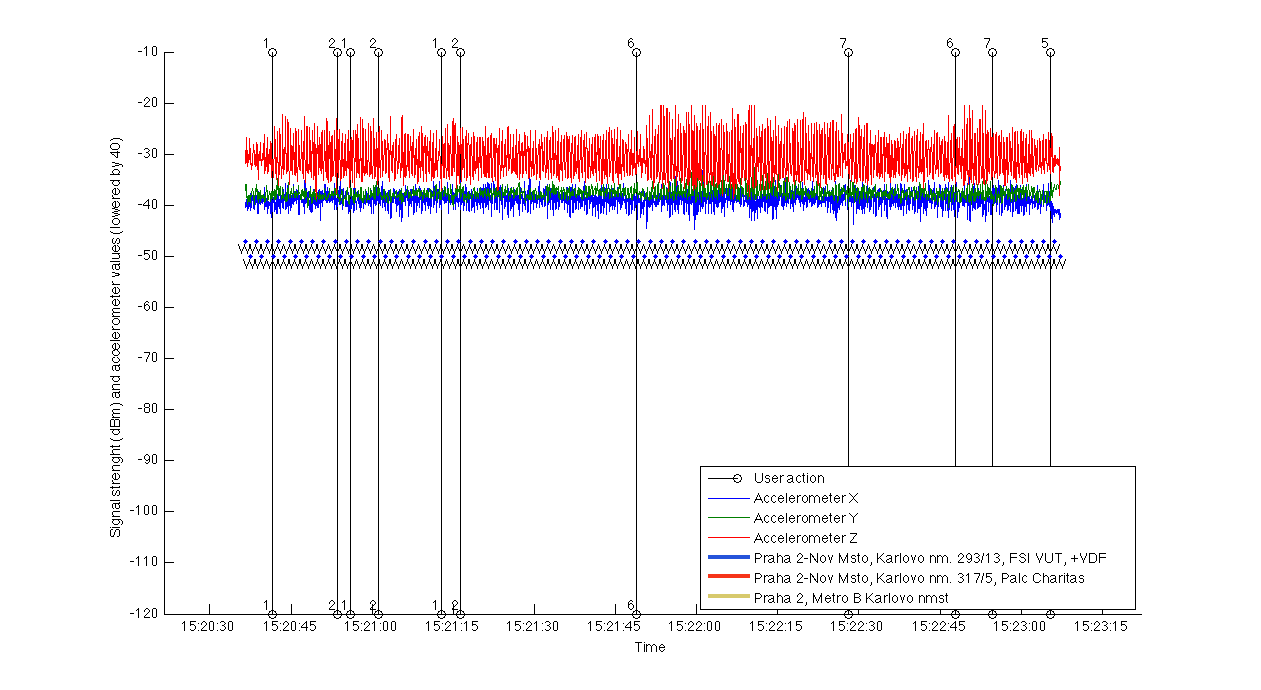 1 2 1 2 1 2 6 7 6 7 5
-10
-20
-30
-40
-50
-60
-70
-80
-90
-100
-110
-120
Signal strenght (dBm) and accelerometer values (lowered by 40)
User action
Accelerometer X
Accelerometer Y
Accelerometer Z
Praha 2-Nov Msto, Karlovo nm. 293/13, FSI VUT, +VDF
Praha 2-Nov Msto, Karlovo nm. 317/5, Palc Charitas
Praha 2, Metro B Karlovo nmst
1 2 1 2 1 2 6
15:20:30 15:20:45 15:21:00 15:21:15 15:21:30 15:21:45 15:22:00 15:22:15 15:22:30 15:22:45 15:23:00 15:23:15
Time